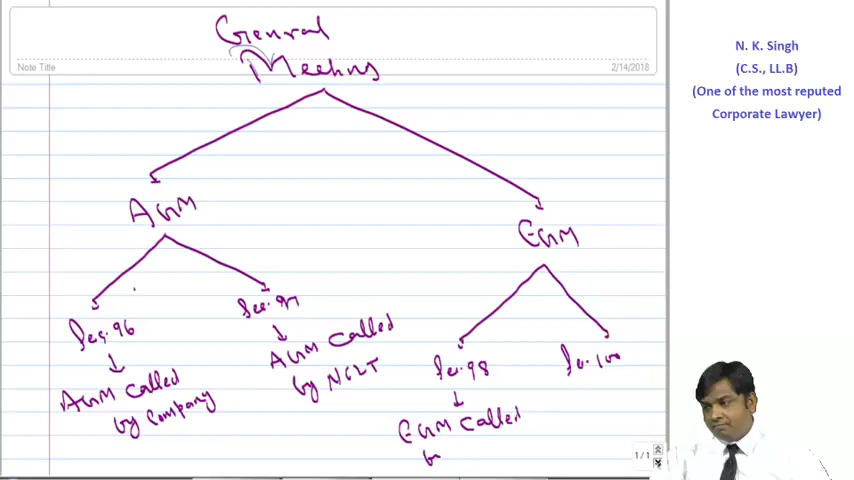 General
Meetings
Note Title
2/14/2018
N. K. Singh
(C.S., LL.B)
(One of the most reputed
Corporate Lawyer)
AGM
EGM
Sec.96
Sec.97
AGM called
by Company
AGM called
by NCLT
Sec.98
Sec.100
EGM called
b
1/1